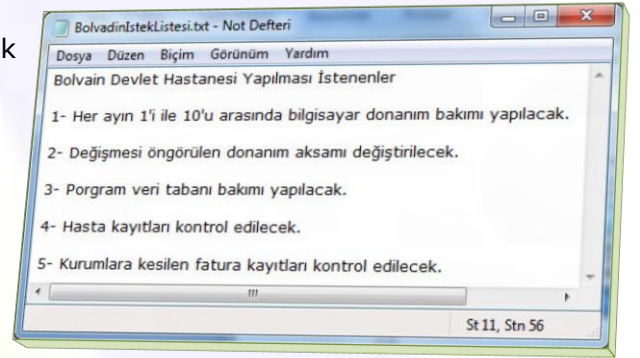 k
BolvadinIstekListesi.txt - Not Defteri
Dosya Düzen Biçim Görünüm Yardım
Bolvain Devlet Hastanesi Yapılması İstenenler
1- Her ayın 1'i ile 10'u arasında bilgisayar donanım bakımı yapılacak.
2- Değişmesi öngörülen donanım aksamı değiştirilecek.
3- Porgram veri tabanı bakımı yapılacak.
4- Hasta kayıtları kontrol edilecek.
5- Kurumlara kesilen fatura kayıtları kontrol edilecek.
St 11, Stn 56